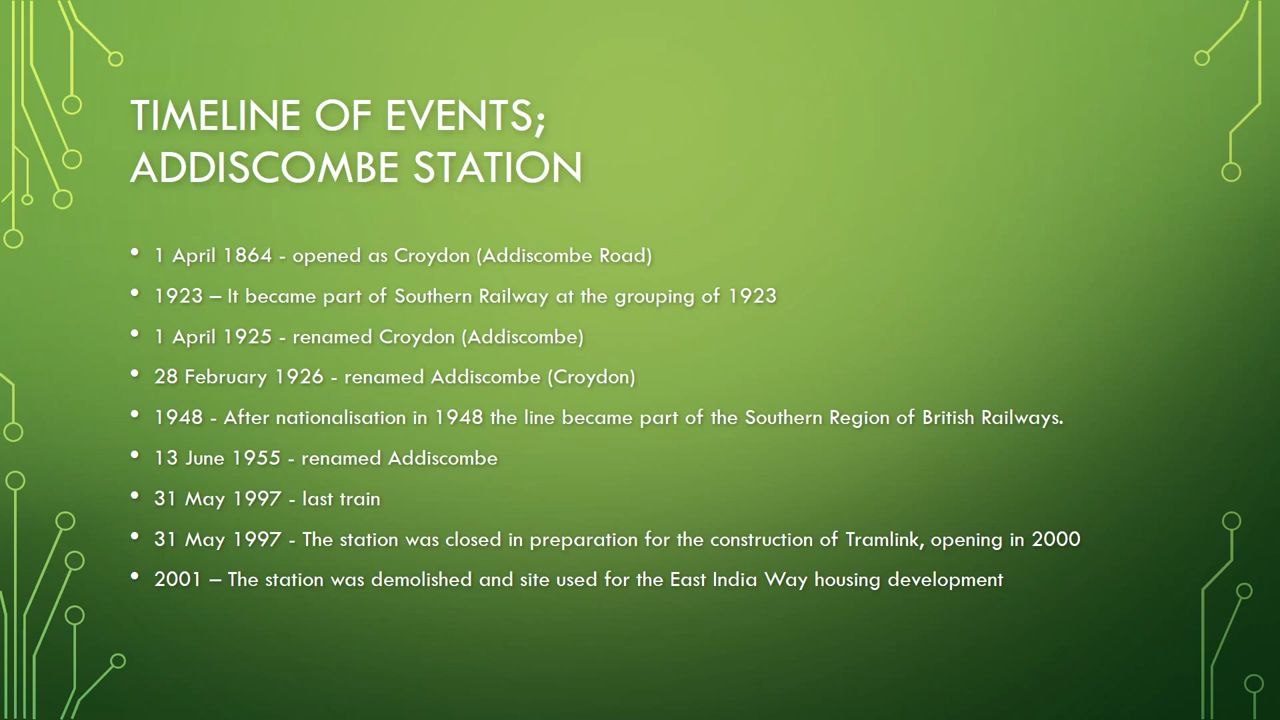 TIMELINE OF EVENTS;
ADDISCOMBE STATION
• 1 April 1864 - opened as Croydon (Addiscombe Road)
• 1923 – It became part of Southern Railway at the grouping of 1923
• 1 April 1925 - renamed Croydon (Addiscombe)
• 28 February 1926 - renamed Addiscombe (Croydon)
• 1948 - After nationalisation in 1948 the line became part of the Southern Region of British Railways.
• 13 June 1955 - renamed Addiscombe
• 31 May 1997 - last train
• 31 May 1997 - The station was closed in preparation for the construction of Tramlink, opening in 2000
• 2001 – The station was demolished and site used for the East India Way housing development